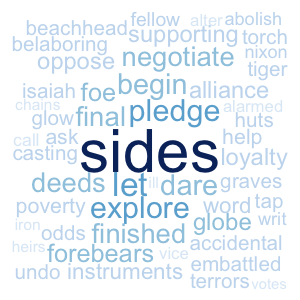 fellow alter abolish
beachhead supporting torch
belaboring negotiate nixon
oppose tiger
isaiah foe begin alliance
chains final pledge alarmed
glow huts
call ask sides help
casting loyalty
deeds let ill dare graves
poverty explore word tap
iron globe writ
odds finished accidental
heirs forebears vice embattled
undo instruments terrors votes